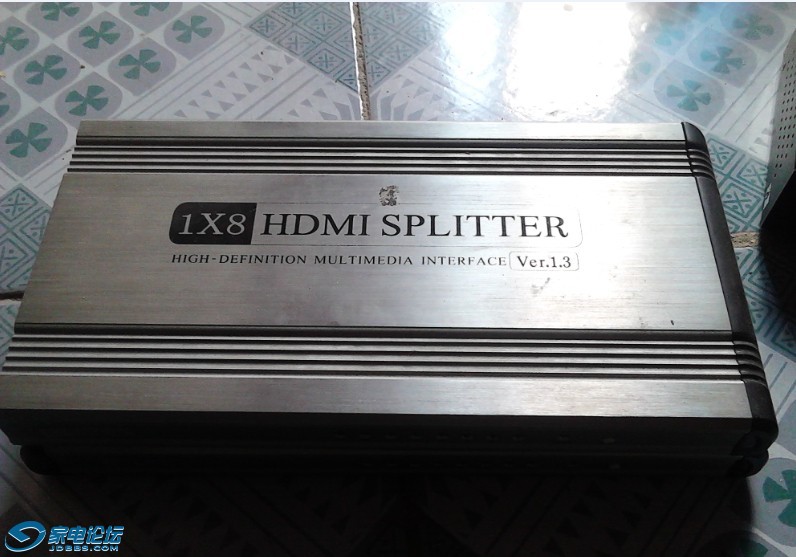 1X8 HDMI SPLITTER
HIGH-DEFINITION MULTIMEDIA INTERFACE Ver.1.3
家电论坛
JDBBS.COM